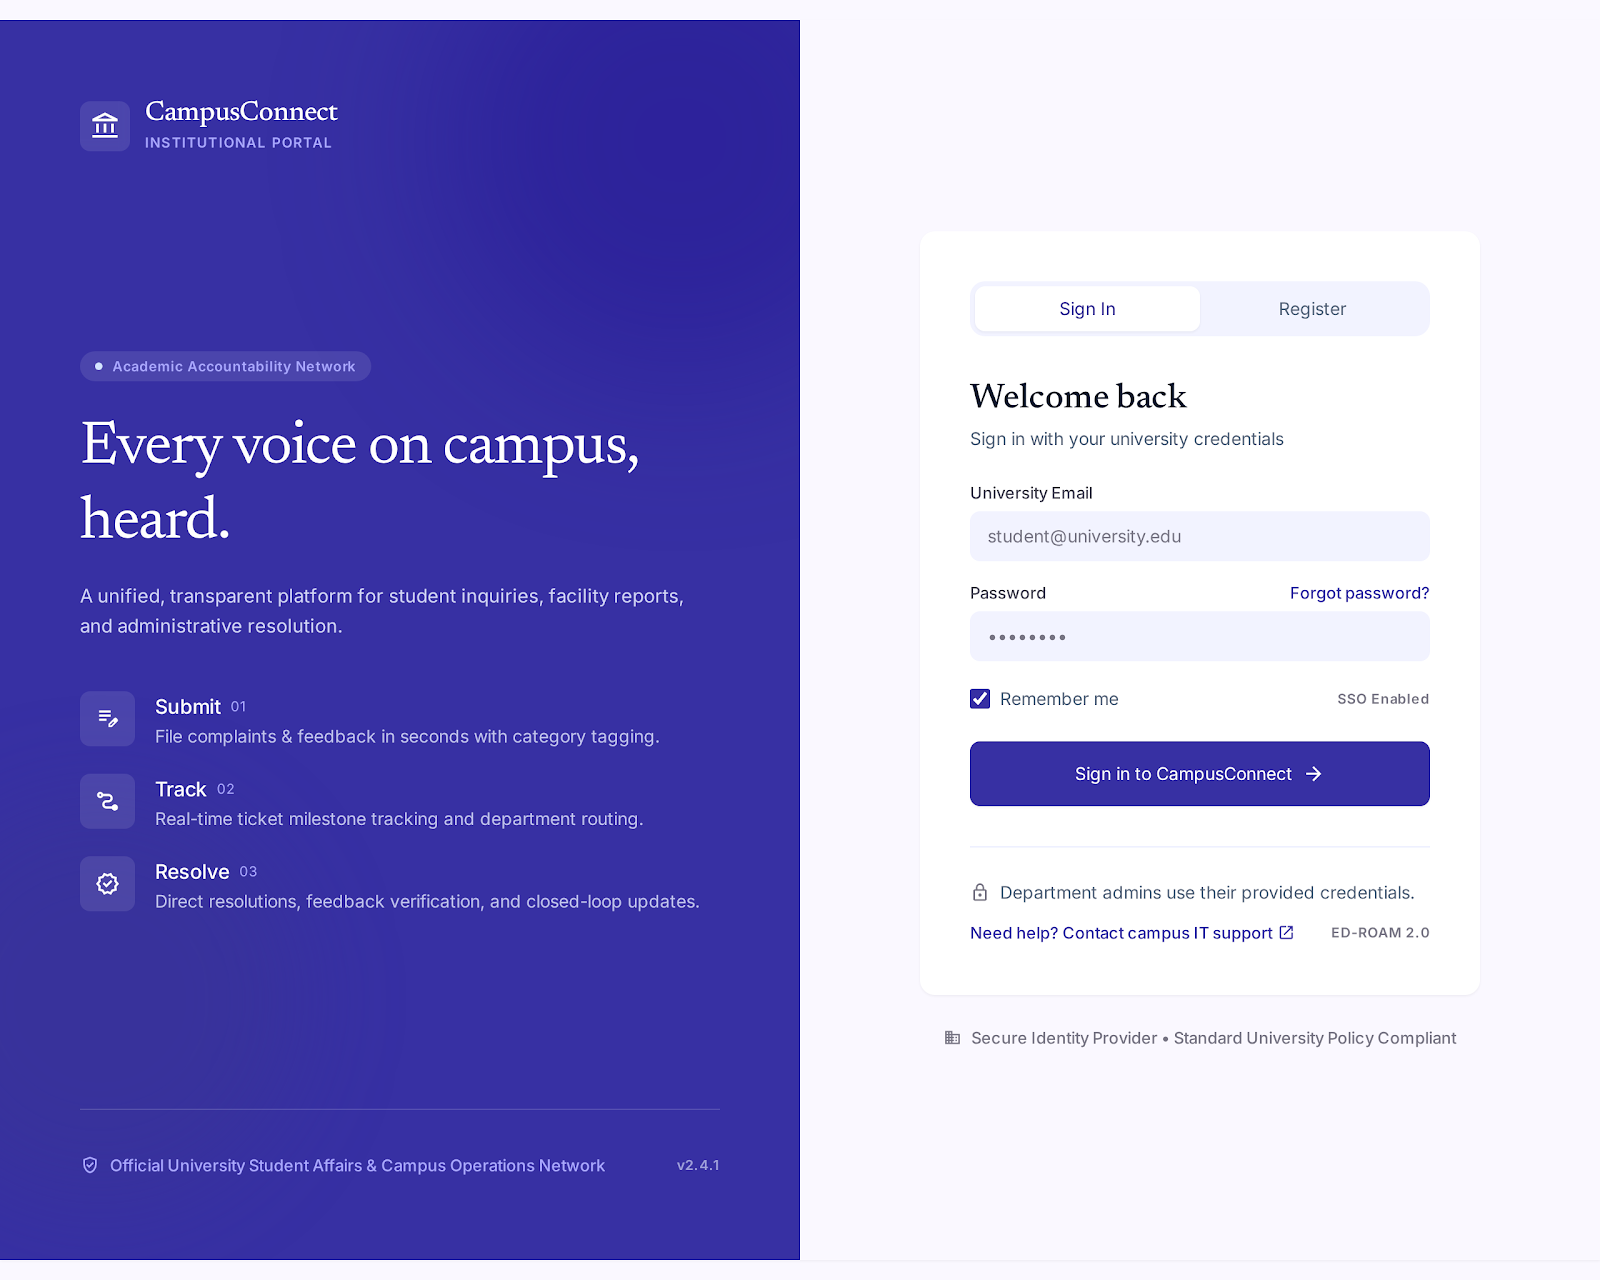 CampusConnect
INSTITUTIONAL PORTAL
Academic Accountability Network
Every voice on campus,
heard.
A unified, transparent platform for student inquiries, facility reports,
and administrative resolution.
Submit 01
File complaints & feedback in seconds with category tagging.
Track 02
Real-time ticket milestone tracking and department routing.
Resolve 03
Direct resolutions, feedback verification, and closed-loop updates.
Official University Student Affairs & Campus Operations Network
v2.4.1
Sign In
Register
Welcome back
Sign in with your university credentials
University Email
student@university.edu
Password
Forgot password?
••••••••
Remember me
SSO Enabled
Sign in to CampusConnect →
Department admins use their provided credentials.
Need help? Contact campus IT support
ED-ROAM 2.0
Secure Identity Provider • Standard University Policy Compliant